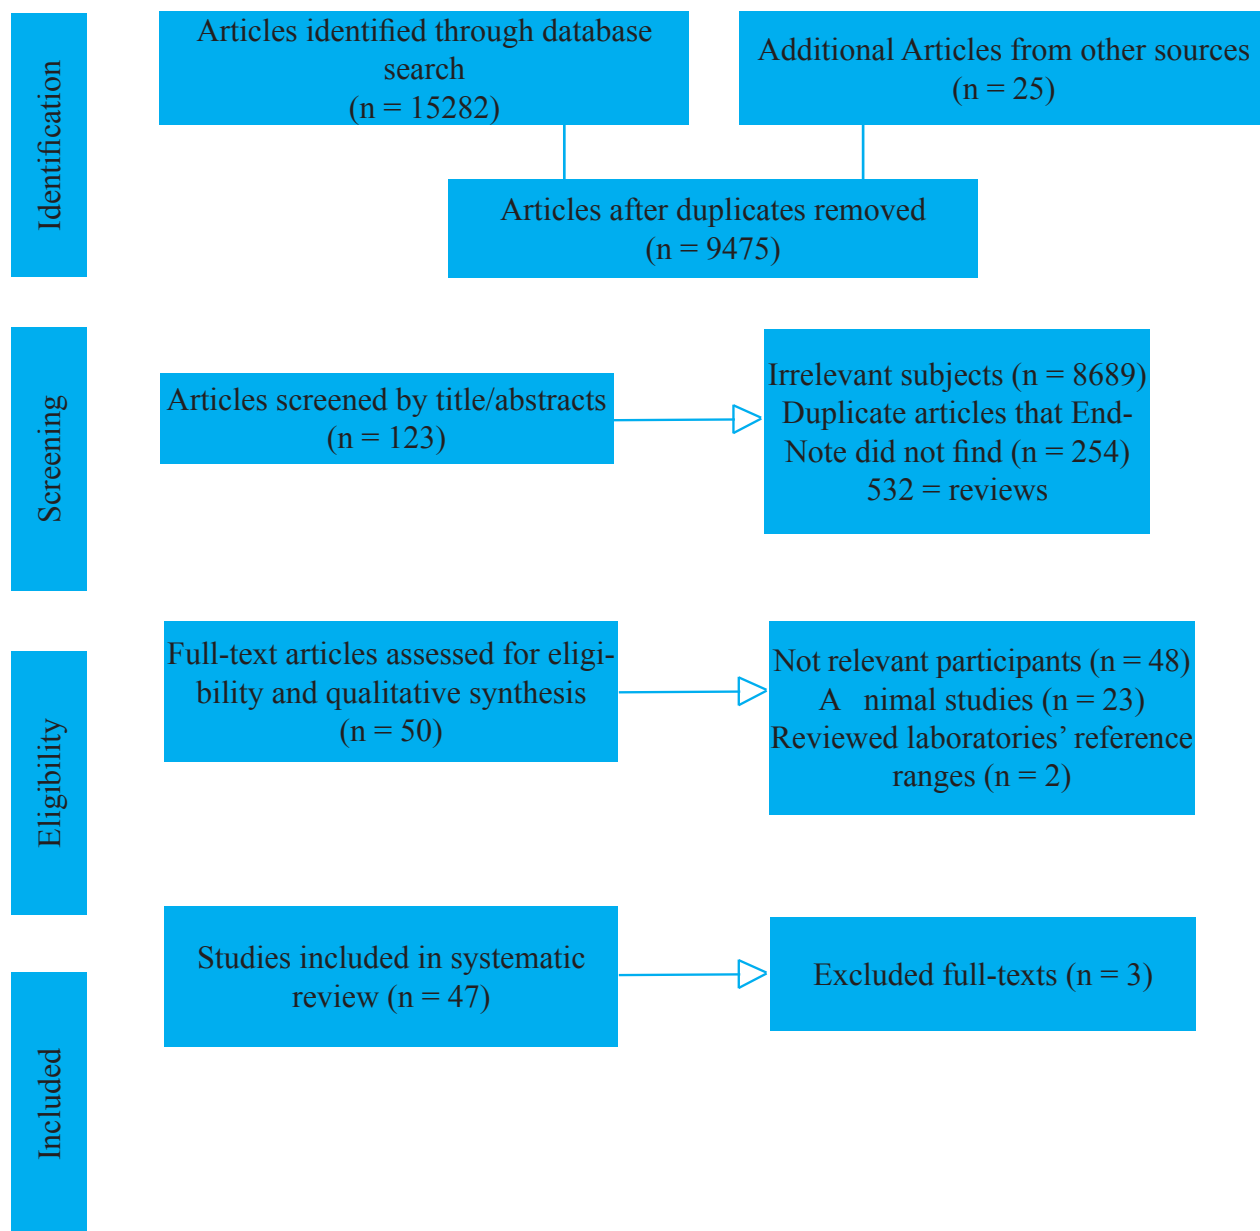 Identification
Articles identified through database
search
(n = 15282)
Additional Articles from other sources
(n = 25)
Articles after duplicates removed
(n = 9475)
Screening
Articles screened by title/abstracts
(n = 123)
Irrelevant subjects (n = 8689)
Duplicate articles that End-
Note did not find (n = 254)
532 = reviews
Eligibility
Full-text articles assessed for eligi-
bility and qualitative synthesis
(n = 50)
Not relevant participants (n = 48)
A nimal studies (n = 23)
Reviewed laboratories’ reference
ranges (n = 2)
Included
Studies included in systematic
review (n = 47)
Excluded full-texts (n = 3)